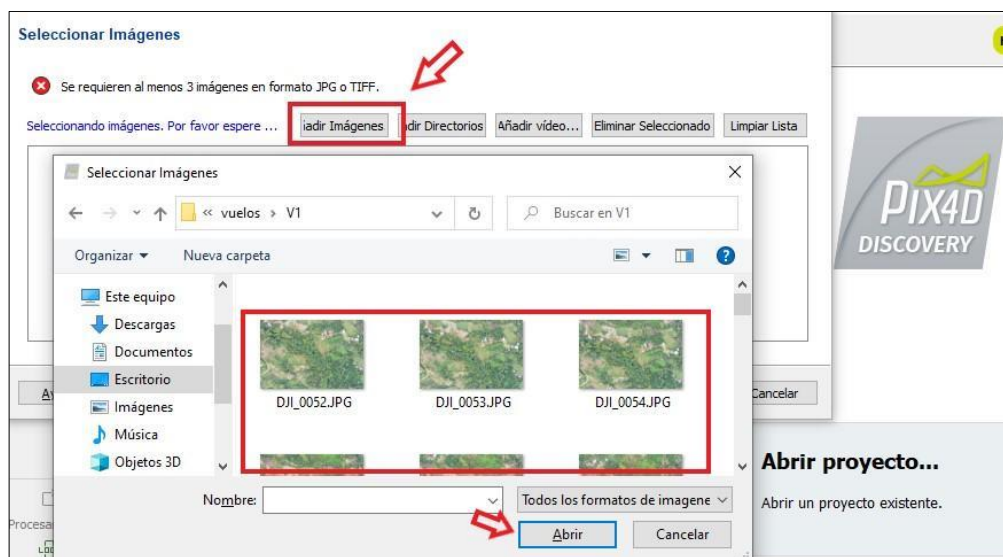 Seleccionar Imágenes
Se requieren al menos 3 imágenes en formato JPG o TIFF.
Seleccionando imágenes. Por favor espere ... iadir Imágenes adir Directorios Añadir vídeo... Eliminar Seleccionado Limpiar Lista
Seleccionar Imágenes
« vuelos › V1 Buscar en V1
Organizar Nueva carpeta
Este equipo
Descargas
Documentos
Escritorio
Imágenes
Música
Objetos 3D
DJI_0052.JPG DJI_0053.JPG DJI_0054.JPG
Nombre: Todos los formatos de imagene
Abrir Cancelar
Cancelar
PIX4D
DISCOVERY
Abrir proyecto...
Abrir un proyecto existente.